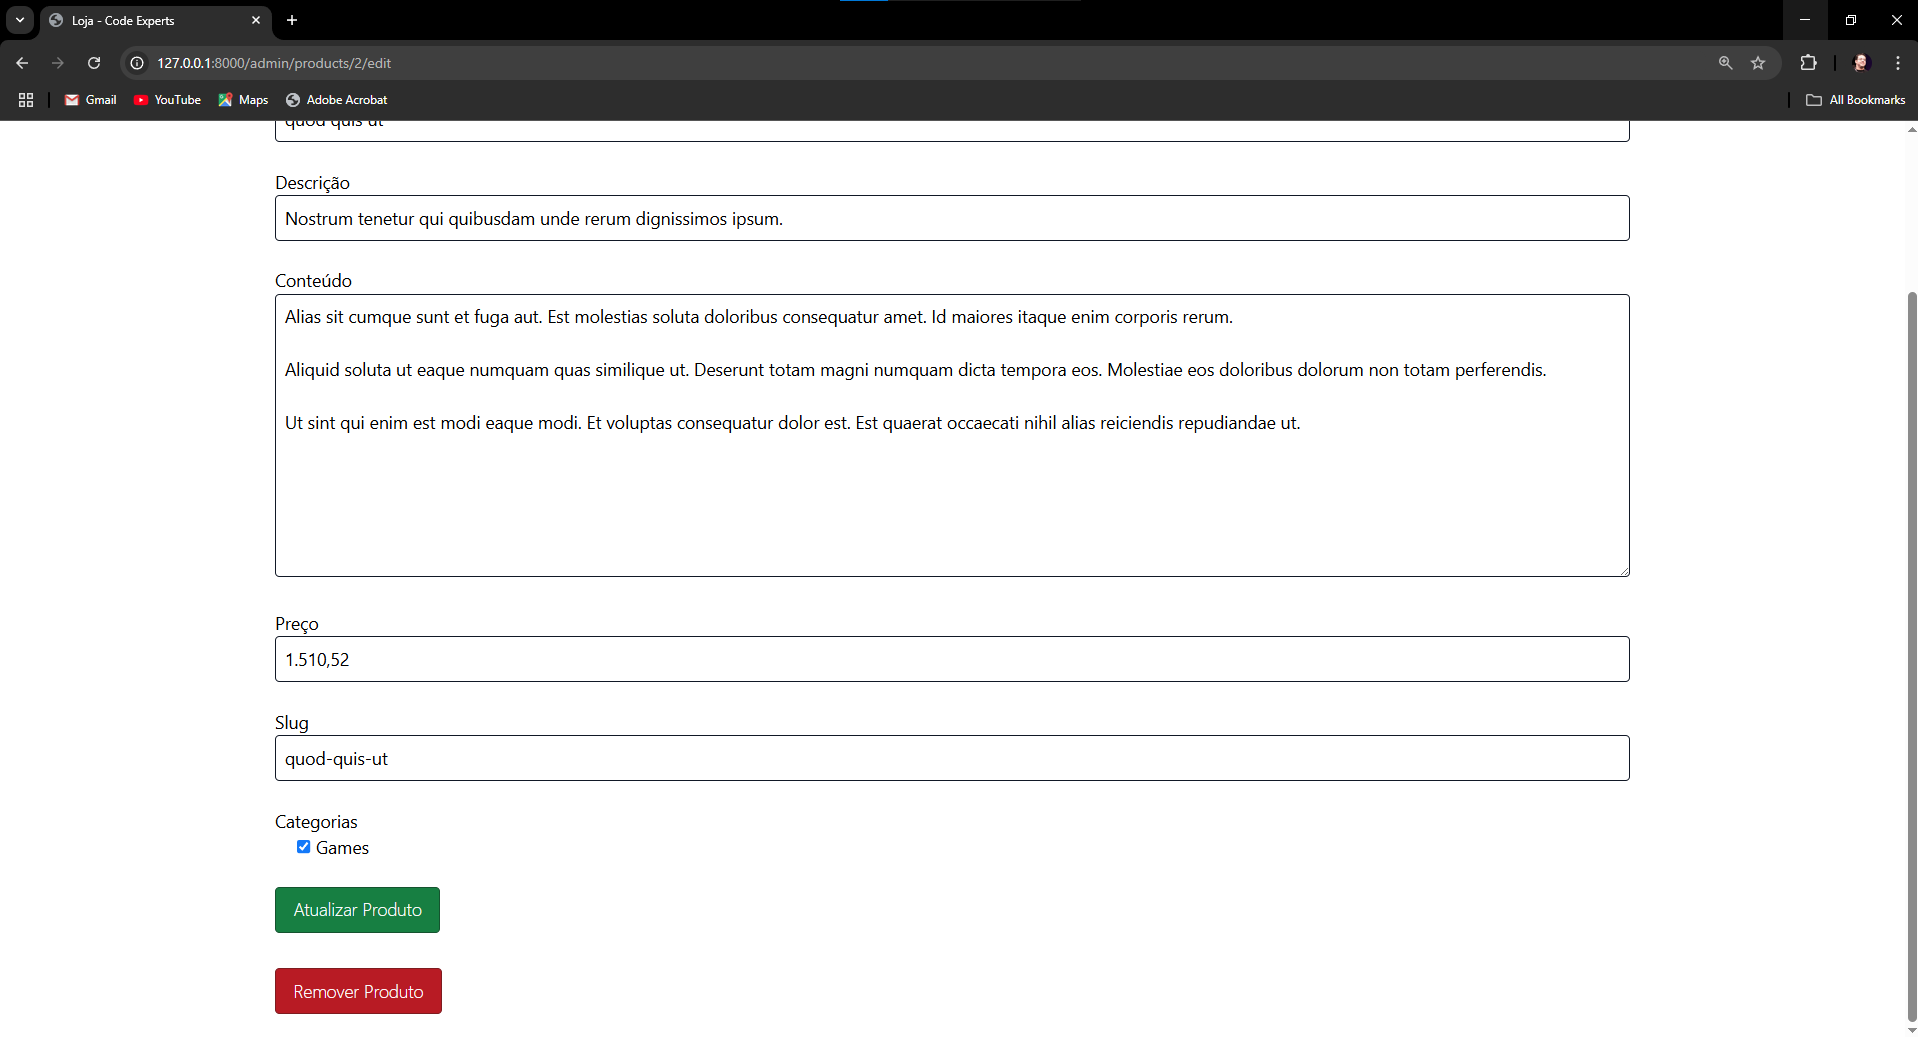 Loja - Code Experts
127.0.0.1:8000/admin/products/2/edit
Gmail
YouTube
Maps
Adobe Acrobat
All Bookmarks
quod quis ut
Descrição
Nostrum tenetur qui quibusdam unde rerum dignissimos ipsum.
Conteúdo
Alias sit cumque sunt et fuga aut. Est molestias soluta doloribus consequatur amet. Id maiores itaque enim corporis rerum.
Aliquid soluta ut eaque numquam quas similique ut. Deserunt totam magni numquam dicta tempora eos. Molestiae eos doloribus dolorum non totam perferendis.
Ut sint qui enim est modi eaque modi. Et voluptas consequatur dolor est. Est quaerat occaecati nihil alias reiciendis repudiandae ut.
Preço
1.510,52
Slug
quod-quis-ut
Categorias
Games
Atualizar Produto
Remover Produto